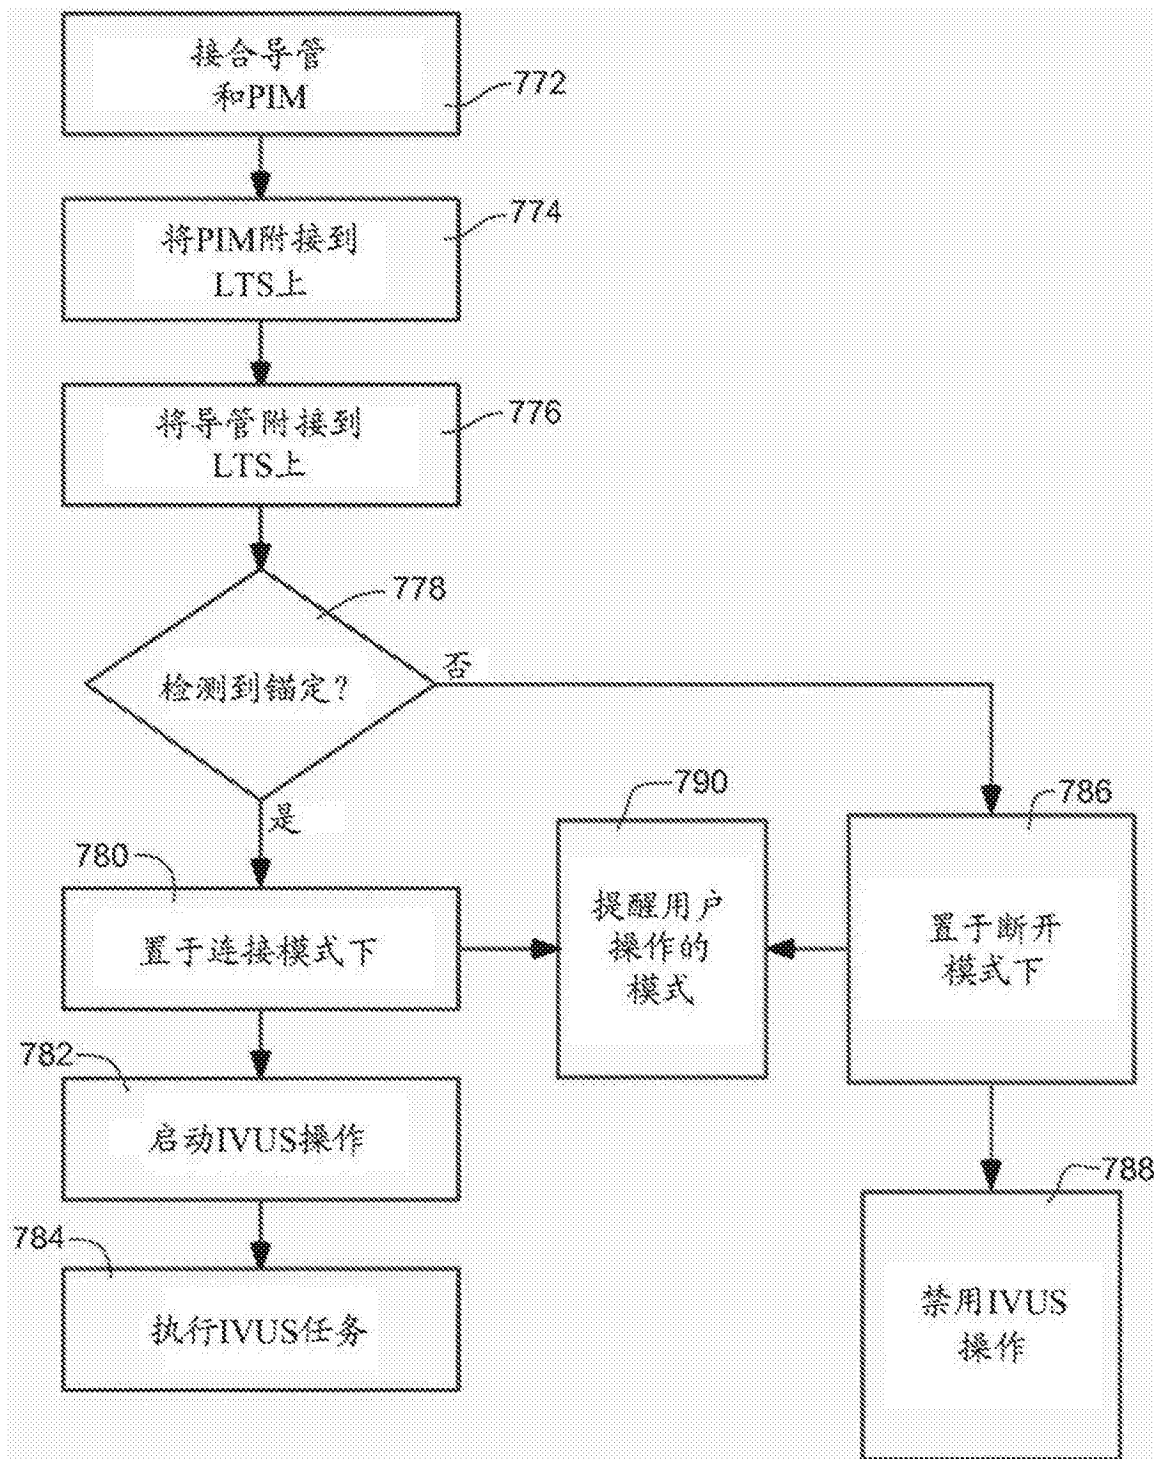 接合导管
和PIM
772
将PIM附接到
LTS上
774
将导管附接到
LTS上
776
778
检测到锚定?
否
是
780
置于连接模式下
790
提醒用户
操作的
模式
786
置于断开
模式下
782
启动IVUS操作
784
执行IVUS任务
788
禁用IVUS
操作